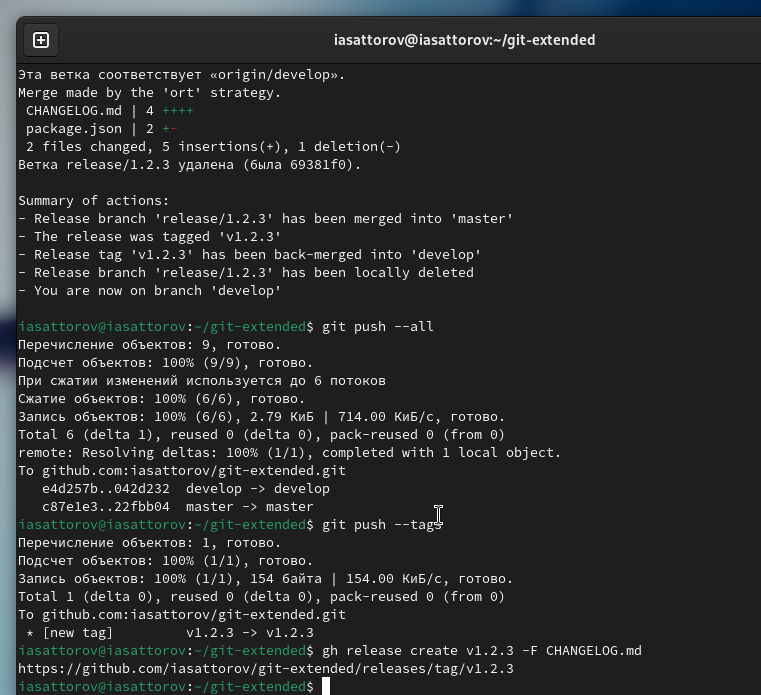 iasattorov@iasattorov:~/git-extended
Эта ветка соответствует «origin/develop».
Merge made by the 'ort' strategy.
CHANGELOG.md | 4 ++++
package.json | 2 +-
2 files changed, 5 insertions(+), 1 deletion(-)
Ветка release/1.2.3 удалена (была 69381f0).
Summary of actions:
- Release branch 'release/1.2.3' has been merged into 'master'
- The release was tagged 'v1.2.3'
- Release tag 'v1.2.3' has been back-merged into 'develop'
- Release branch 'release/1.2.3' has been locally deleted
- You are now on branch 'develop'
iasattorov@iasattorov:~/git-extended$ git push --all
Перечисление объектов: 9, готово.
Подсчет объектов: 100% (9/9), готово.
При сжатии изменений используется до 6 потоков
Сжатие объектов: 100% (6/6), готово.
Запись объектов: 100% (6/6), 2.79 КиБ | 714.00 КиБ/с, готово.
Total 6 (delta 1), reused 0 (delta 0), pack-reused 0 (from 0)
remote: Resolving deltas: 100% (1/1), completed with 1 local object.
To github.com:iasattorov/git-extended.git
e4d257b..042d232  develop -> develop
c87e1e3..22fbb04  master -> master
iasattorov@iasattorov:~/git-extended$ git push --tags
Перечисление объектов: 1, готово.
Подсчет объектов: 100% (1/1), готово.
Запись объектов: 100% (1/1), 154 байта | 154.00 КиБ/с, готово.
Total 1 (delta 0), reused 0 (delta 0), pack-reused 0 (from 0)
To github.com:iasattorov/git-extended.git
* [new tag]         v1.2.3 -> v1.2.3
iasattorov@iasattorov:~/git-extended$ gh release create v1.2.3 -F CHANGELOG.md
https://github.com/iasattorov/git-extended/releases/tag/v1.2.3
iasattorov@iasattorov:~/git-extended$